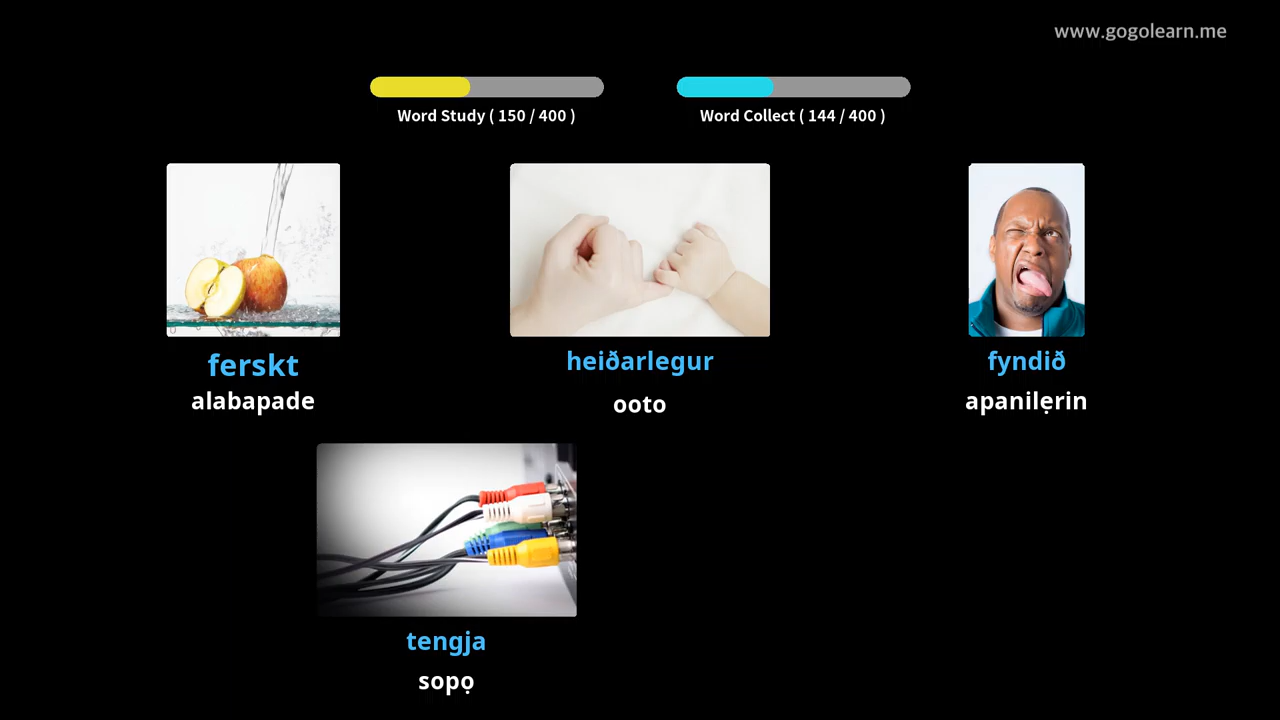 www.gogolearn.me
Word Study ( 150 / 400 )
Word Collect ( 144 / 400 )
ferskt
alabapade
heiðarlegur
ooto
fyndið
apanilẹrin
tengja
sopọ